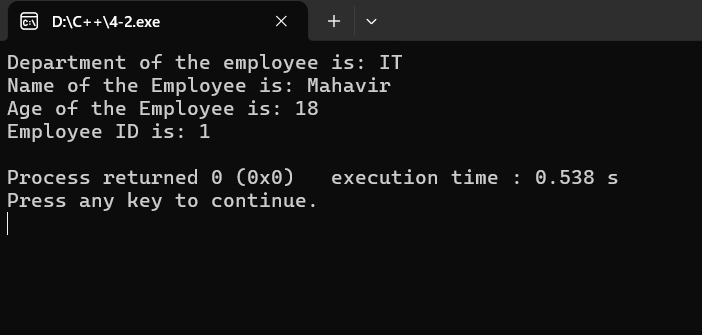 D:\C++\4-2.exe
Department of the employee is: IT
Name of the Employee is: Mahavir
Age of the Employee is: 18
Employee ID is: 1
Process returned 0 (0x0)   execution time : 0.538 s
Press any key to continue.